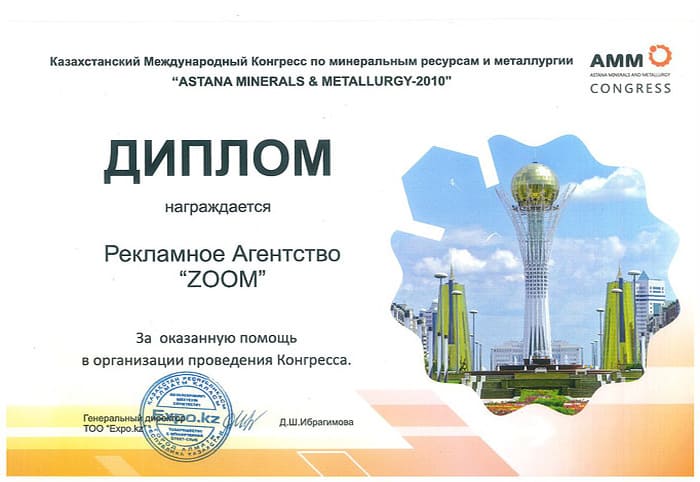 Казахстанский Международный Конгресс по минеральным ресурсам и металлургии
“ASTANA MINERALS & METALLURGY-2010”
AMM
ASTANA MINERALS AND METALLURGY
CONGRESS
ДИПЛОМ
награждается
Рекламное Агентство
“ZOOM”
За оказанную помощь
в организации проведения Конгресса.
Генеральный директор
ТОО "Expo.kz"
Expo.kz
Д.Ш.Ибрагимова